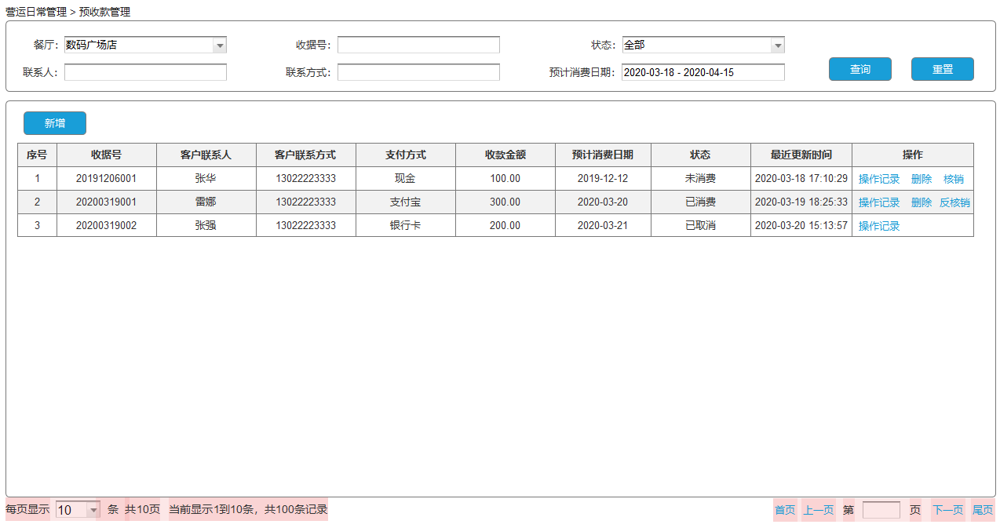 营运日常管理 > 预收款管理
餐厅： 数码广场店 收据号： 状态： 全部
联系人： 联系方式： 预计消费日期： 2020-03-18 - 2020-04-15 查询 重置
新增
序号 收据号 客户联系人 客户联系方式 支付方式 收款金额 预计消费日期 状态 最近更新时间 操作
1 20191206001 张华 13022223333 现金 100.00 2019-12-12 未消费 2020-03-18 17:10:29 操作记录 删除 核销
2 20200319001 雷娜 13022223333 支付宝 300.00 2020-03-20 已消费 2020-03-19 18:25:33 操作记录 删除 反核销
3 20200319002 张强 13022223333 银行卡 200.00 2020-03-21 已取消 2020-03-20 15:13:57 操作记录
每页显示 10 条 共10页 当前显示1到10条，共100条记录 首页 上一页 第 页 下一页 尾页